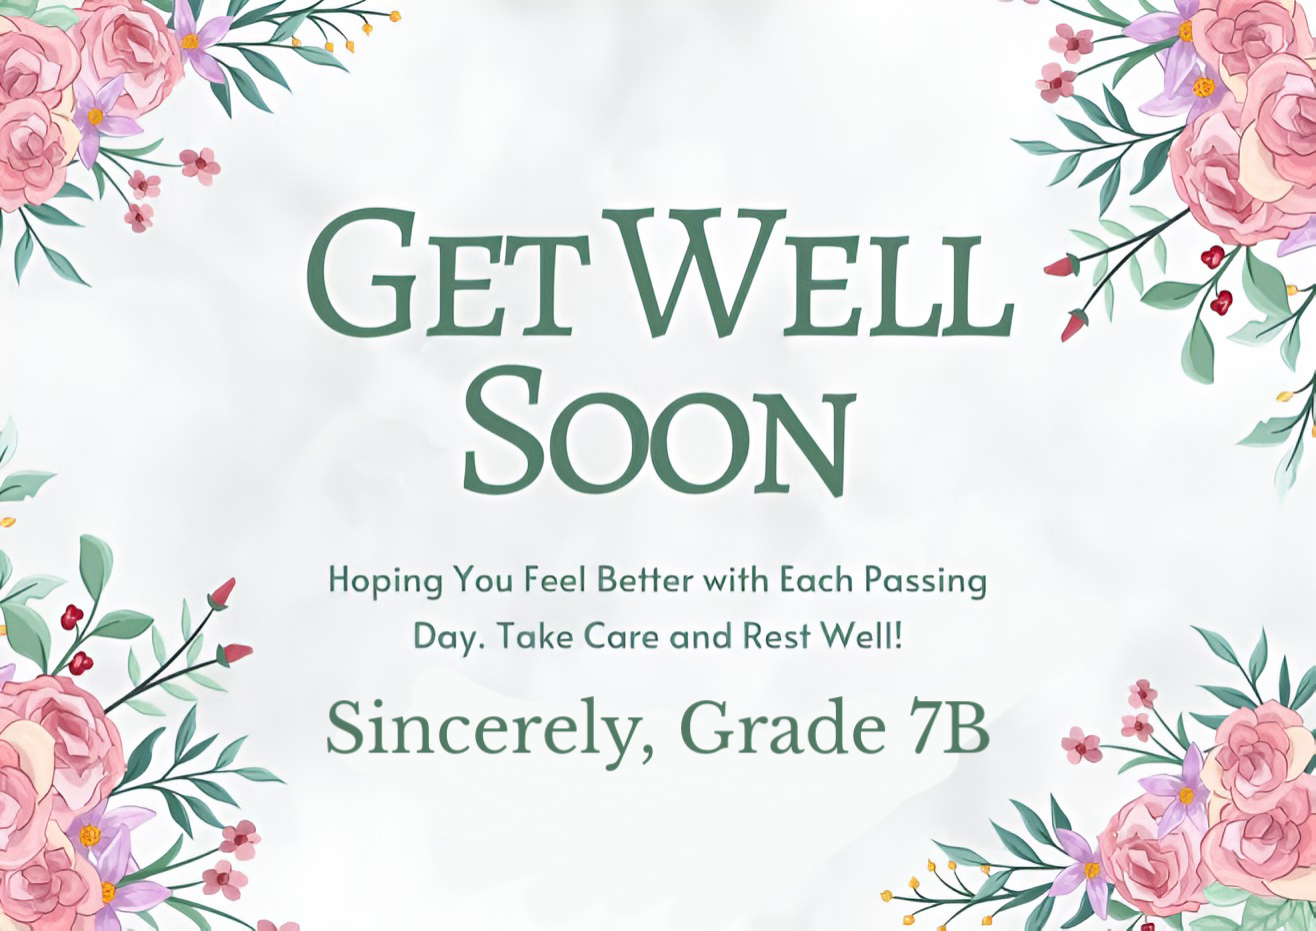 Get Well
Soon
Hoping You Feel Better with Each Passing
Day. Take Care and Rest Well!
Sincerely, Grade 7B